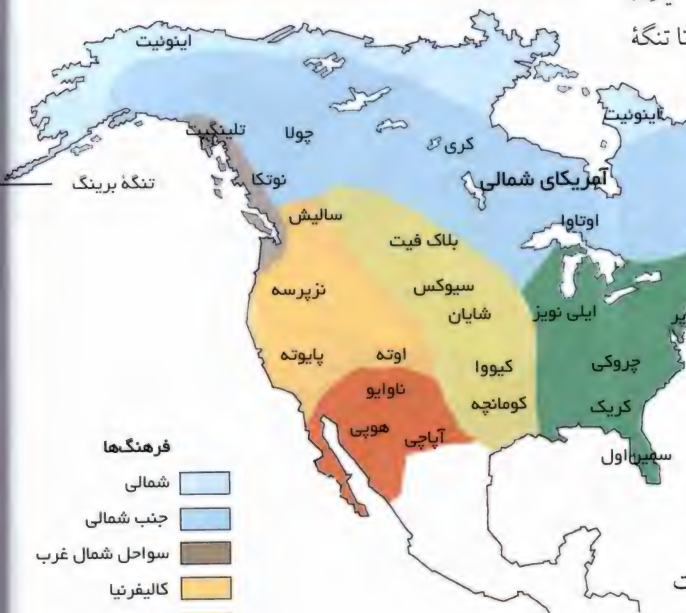 تا تنگهٔ
اینوئیت
اینوئیت
تلینگیت
چولا
کری
تنگهٔ برینگ
نوتکا
آمریکای شمالی
سالیش
اوتاوا
بلاک فیت
نزپرسه
سیوکس
شایان
ایلی نویز
پایوته
اوته
کیووا
چروکی
ناوایو
کومانچه
کریک
هوپی
آپاچی
سمین اول
فرهنگ‌ها
شمالی
جنب شمالی
سواحل شمال غرب
کالیفرنیا